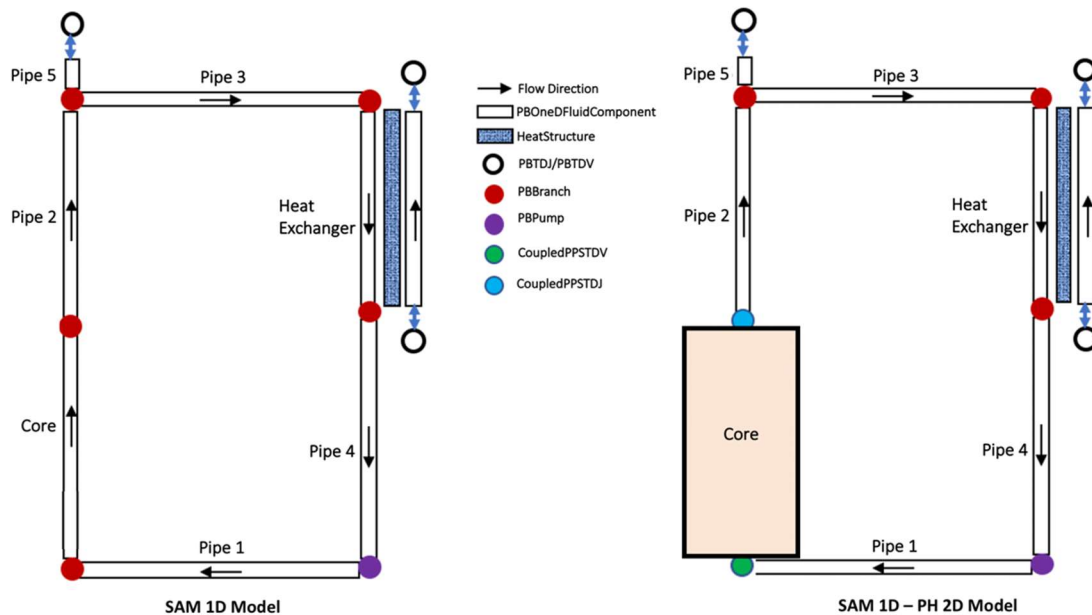 Pipe 5
Pipe 3
Pipe 2
Heat
Exchanger
Core
Pipe 4
Pipe 1
SAM 1D Model
Flow Direction
PBOneDFluidComponent
HeatStructure
PBTDJ/PBTDV
PBBranch
PBPump
CoupledPPSTDV
CoupledPPSTDJ
Pipe 5
Pipe 3
Pipe 2
Heat
Exchanger
Core
Pipe 4
Pipe 1
SAM 1D – PH 2D Model